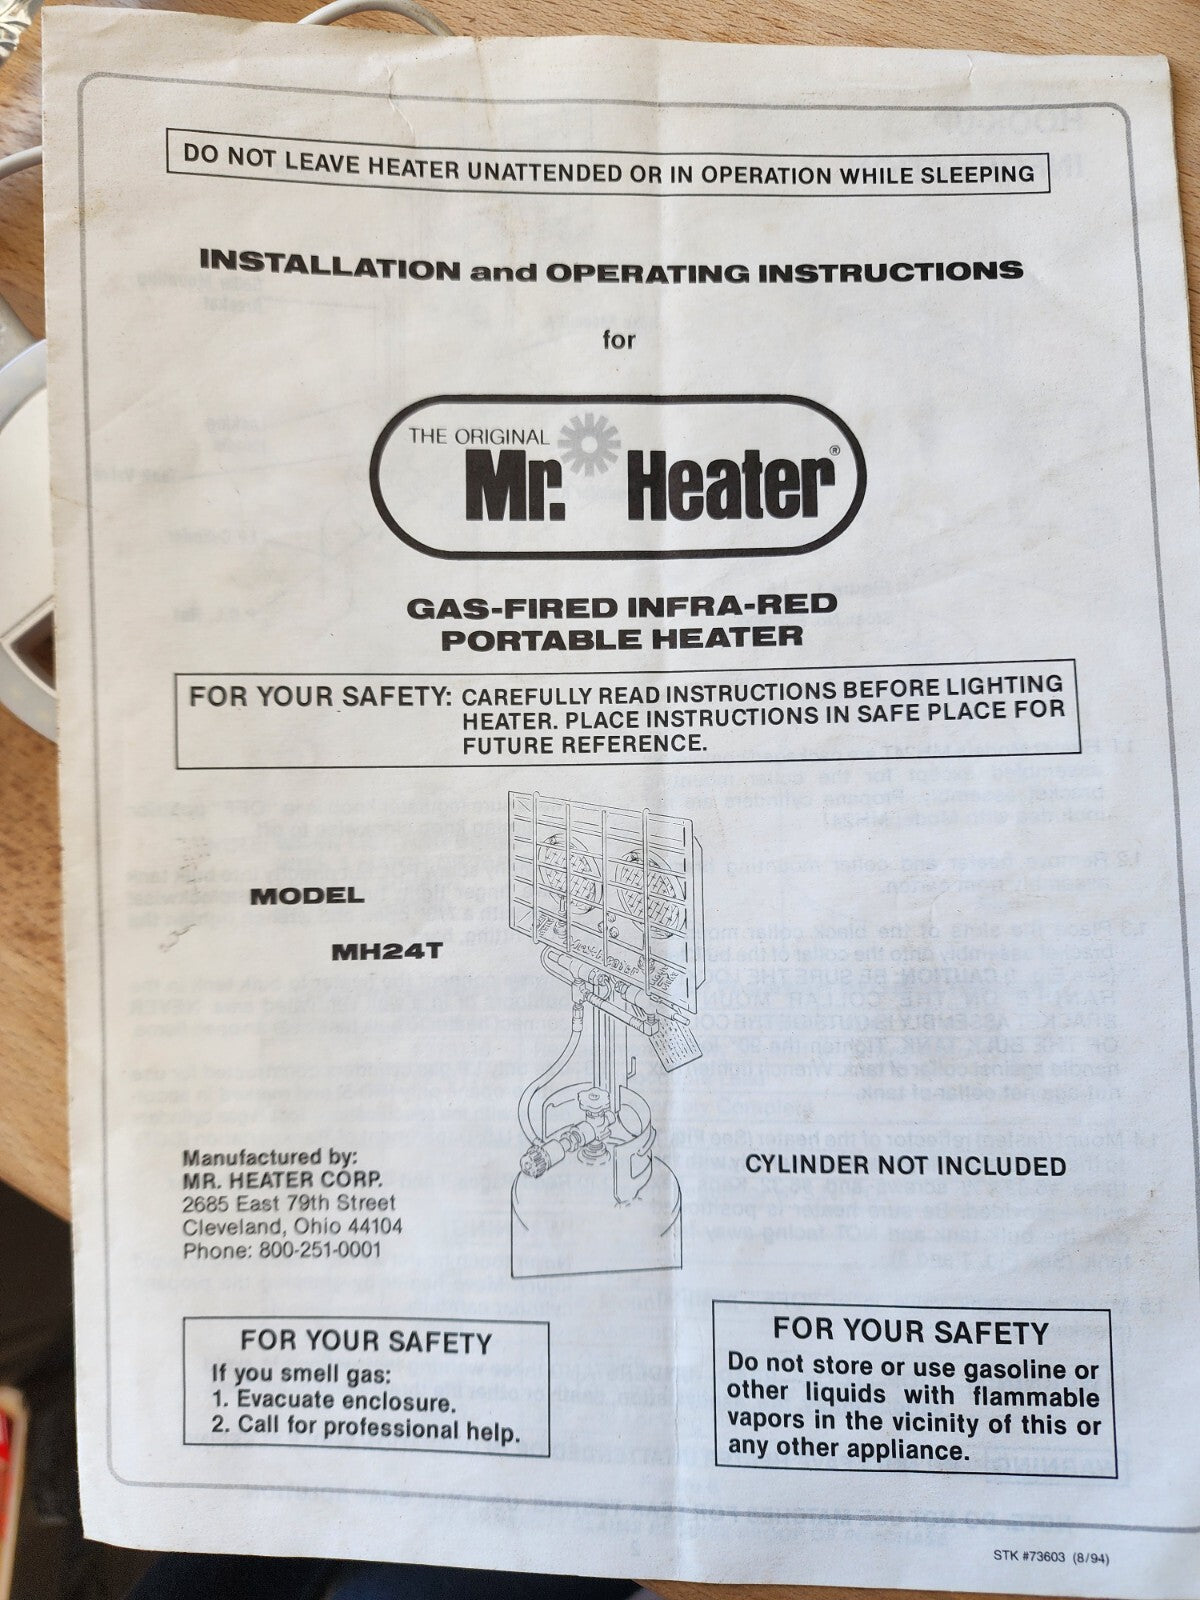 DO NOT LEAVE HEATER UNATTENDED OR IN OPERATION WHILE SLEEPING
INSTALLATION and OPERATING INSTRUCTIONS
for
THE ORIGINAL
Mr. Heater®
GAS-FIRED INFRA-RED
PORTABLE HEATER
FOR YOUR SAFETY: CAREFULLY READ INSTRUCTIONS BEFORE LIGHTING
HEATER. PLACE INSTRUCTIONS IN SAFE PLACE FOR
FUTURE REFERENCE.
MODEL
MH24T
Manufactured by:
MR. HEATER CORP.
2685 East 79th Street
Cleveland, Ohio 44104
Phone: 800-251-0001
CYLINDER NOT INCLUDED
FOR YOUR SAFETY
If you smell gas:
1. Evacuate enclosure.
2. Call for professional help.
FOR YOUR SAFETY
Do not store or use gasoline or
other liquids with flammable
vapors in the vicinity of this or
any other appliance.
STK #73603 (8/94)